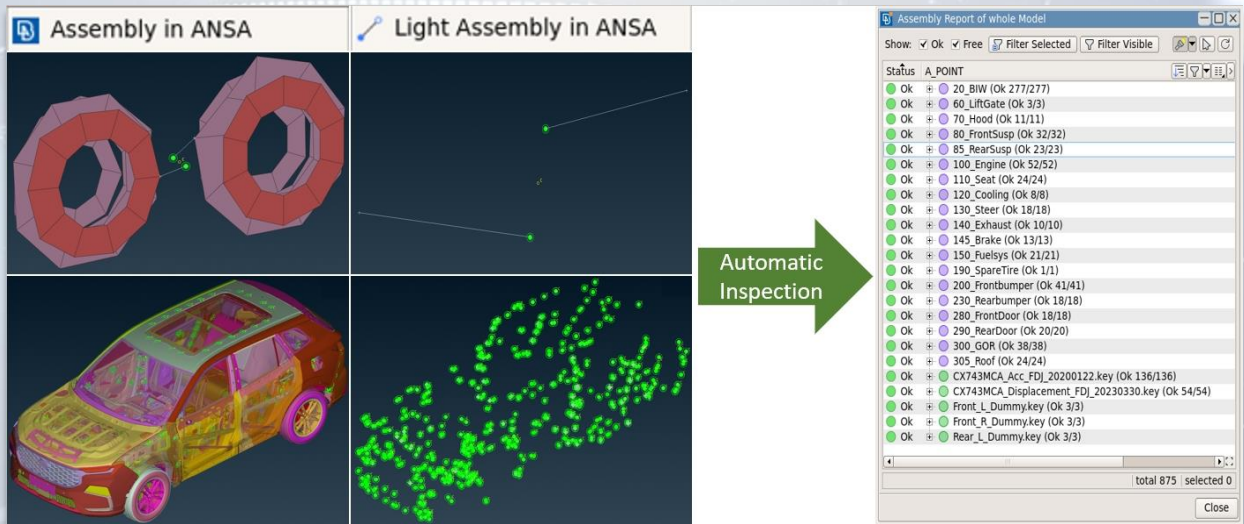 Assembly in ANSA
Light Assembly in ANSA
Automatic
Inspection
Assembly Report of whole Model
Show: Ok Free Filter Selected Filter Visible
Status A_POINT
Ok 20_BIW (Ok 277/277)
Ok 60_LiftGate (Ok 3/3)
Ok 70_Hood (Ok 11/11)
Ok 80_FrontSusp (Ok 32/32)
Ok 85_RearSusp (Ok 23/23)
Ok 100_Engine (Ok 52/52)
Ok 110_Seat (Ok 24/24)
Ok 120_Cooling (Ok 8/8)
Ok 130_Steer (Ok 18/18)
Ok 140_Exhaust (Ok 10/10)
Ok 145_Brake (Ok 13/13)
Ok 150_Fuelsys (Ok 21/21)
Ok 190_SpareTire (Ok 1/1)
Ok 200_Frontbumper (Ok 41/41)
Ok 230_Rearbumper (Ok 18/18)
Ok 280_FrontDoor (Ok 18/18)
Ok 290_RearDoor (Ok 20/20)
Ok 300_GOR (Ok 38/38)
Ok 305_Roof (Ok 24/24)
Ok CX743MCA_Acc_FDJ_20200122.key (Ok 136/136)
Ok CX743MCA_Displacement_FDJ_20230330.key (Ok 54/54)
Ok Front_L_Dummy.key (Ok 3/3)
Ok Front_R_Dummy.key (Ok 3/3)
Ok Rear_L_Dummy.key (Ok 3/3)
total 875 selected 0
Close